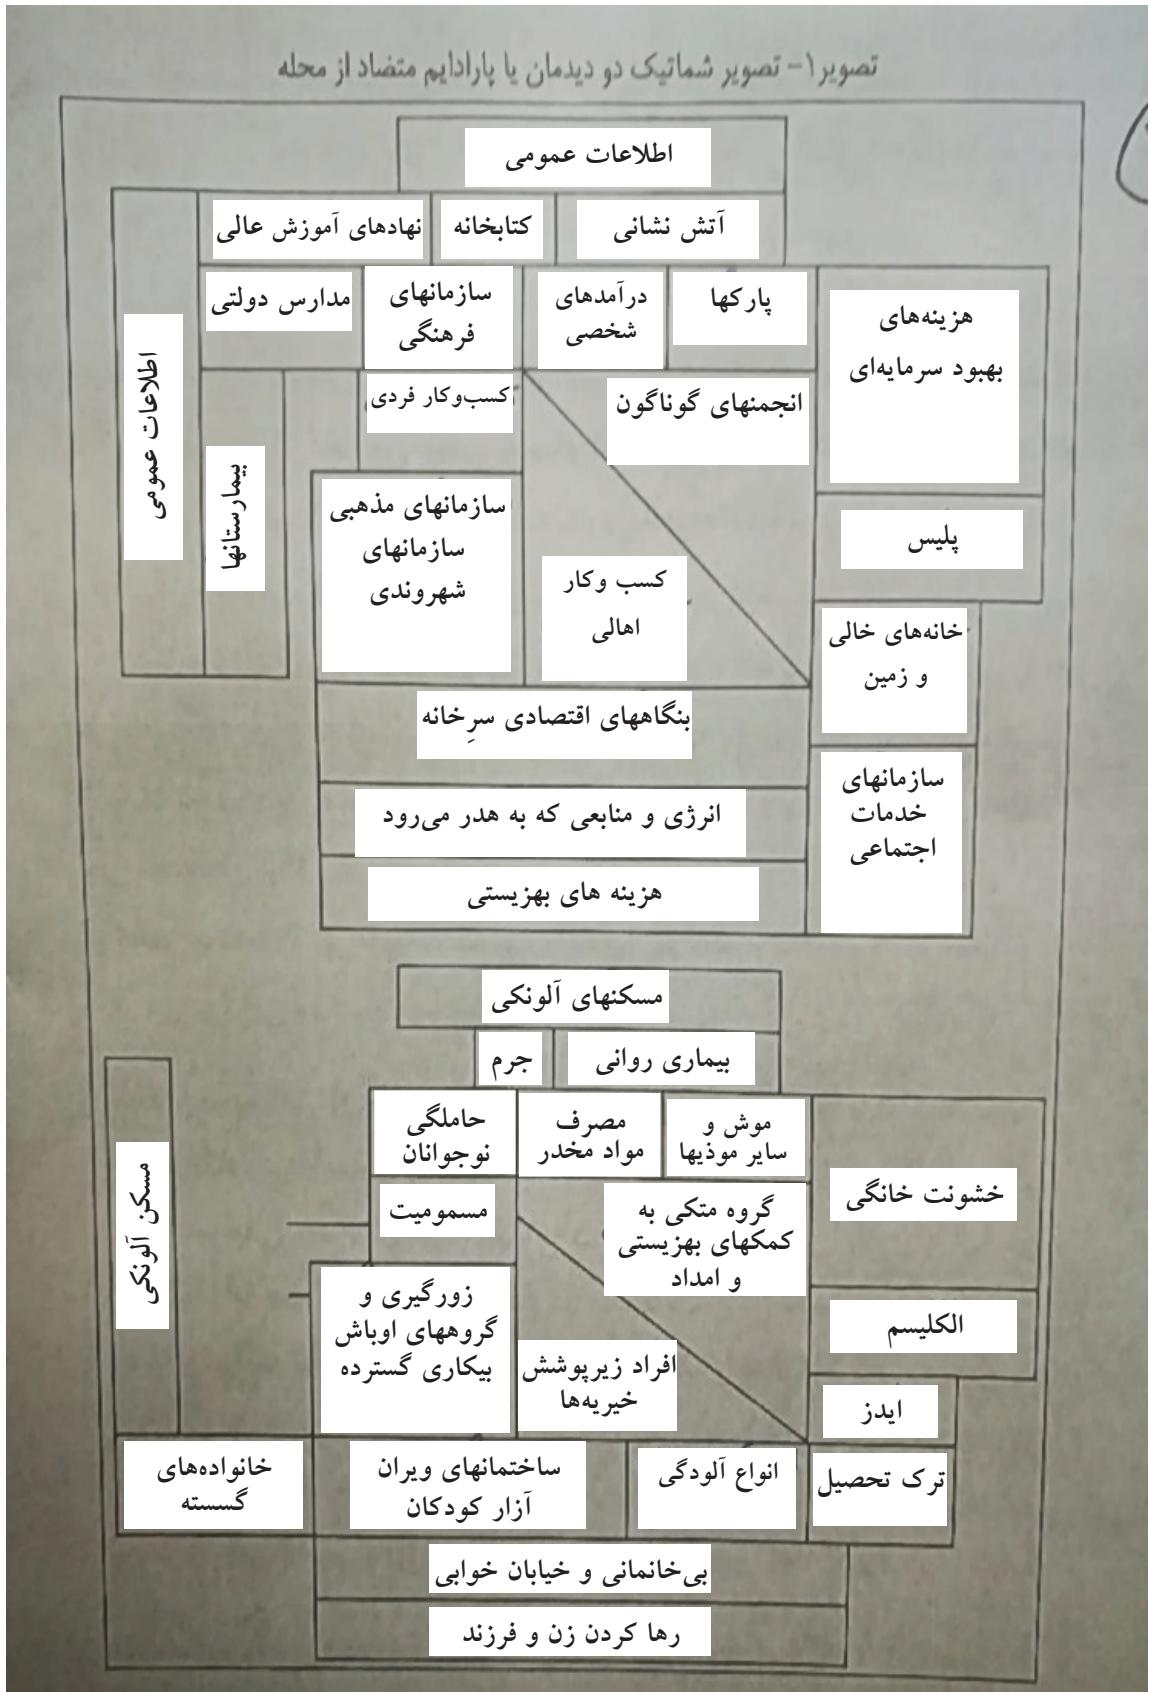 تصویر۱- تصویر شماتیک دو دیدمان یا پارادایم متضاد از محله
اطلاعات عمومی
آتش نشانی
کتابخانه
نهادهای آموزش عالی
هزینه‌های
بهبود سرمایه‌ای
پارکها
درآمدهای
شخصی
سازمانهای
فرهنگی
مدارس دولتی
اطلاعات عمومی
انجمنهای گوناگون
کسب‌وکار فردی
بیمارستانها
پلیس
سازمانهای مذهبی
سازمانهای
شهروندی
کسب وکار
اهالی
خانه‌های خالی
و زمین
بنگاههای اقتصادی سرِخانه
سازمانهای
خدمات
اجتماعی
انرژی و منابعی که به هدر می‌رود
هزینه های بهزیستی
مسکنهای آلونکی
بیماری روانی
جرم
موش و
سایر موذیها
مصرف
مواد مخدر
حاملگی
نوجوانان
خشونت خانگی
گروه متکی به
کمکهای بهزیستی
و امداد
مسمومیت
مسکن آلونکی
الکلیسم
زورگیری و
گروههای اوباش
بیکاری گسترده
افراد زیرپوشش
خیریه‌ها
ایدز
ترک تحصیل
انواع آلودگی
ساختمانهای ویران
آزار کودکان
خانواده‌های
گسسته
بی‌خانمانی و خیابان خوابی
رها کردن زن و فرزند